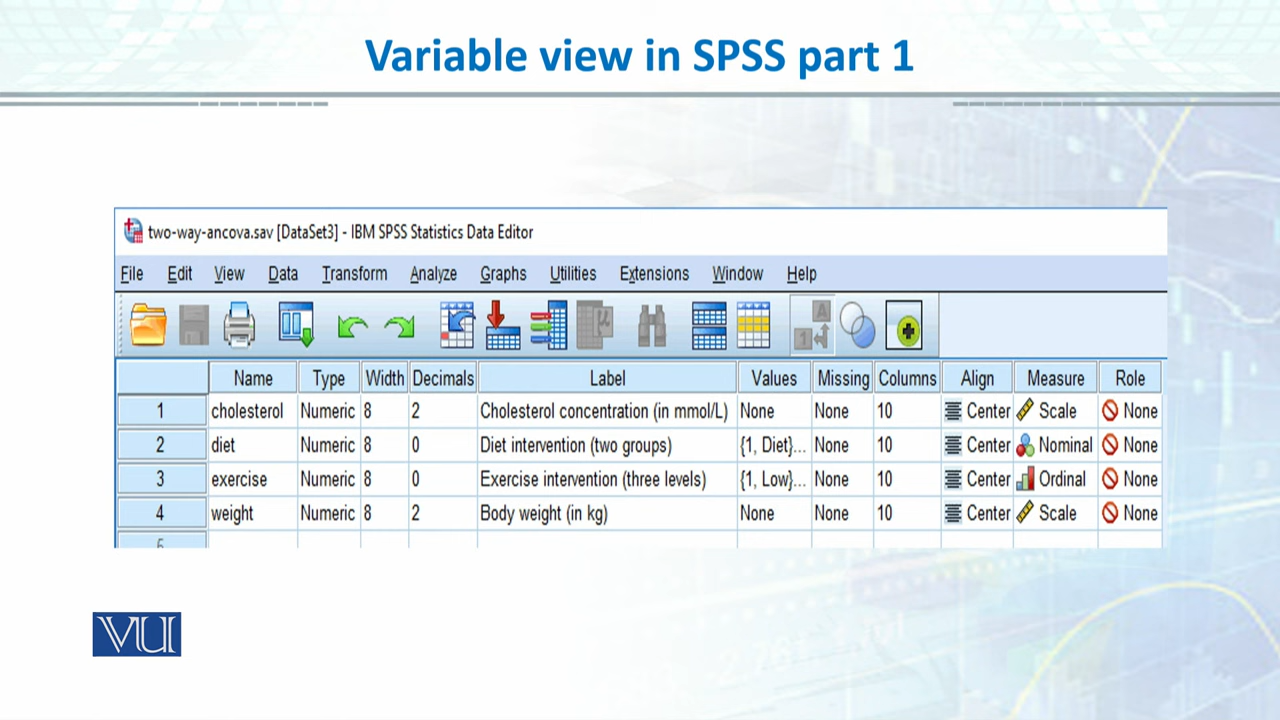 Variable view in SPSS part 1
two-way-ancova.sav [DataSet3] - IBM SPSS Statistics Data Editor
File Edit View Data Transform Analyze Graphs Utilities Extensions Window Help
Name Type Width Decimals Label Values Missing Columns Align Measure Role
1 cholesterol Numeric 8 2 Cholesterol concentration (in mmol/L) None None 10 Center Scale None
2 diet Numeric 8 0 Diet intervention (two groups) {1, Diet}... None 10 Center Nominal None
3 exercise Numeric 8 0 Exercise intervention (three levels) {1, Low}... None 10 Center Ordinal None
4 weight Numeric 8 2 Body weight (in kg) None None 10 Center Scale None
VU